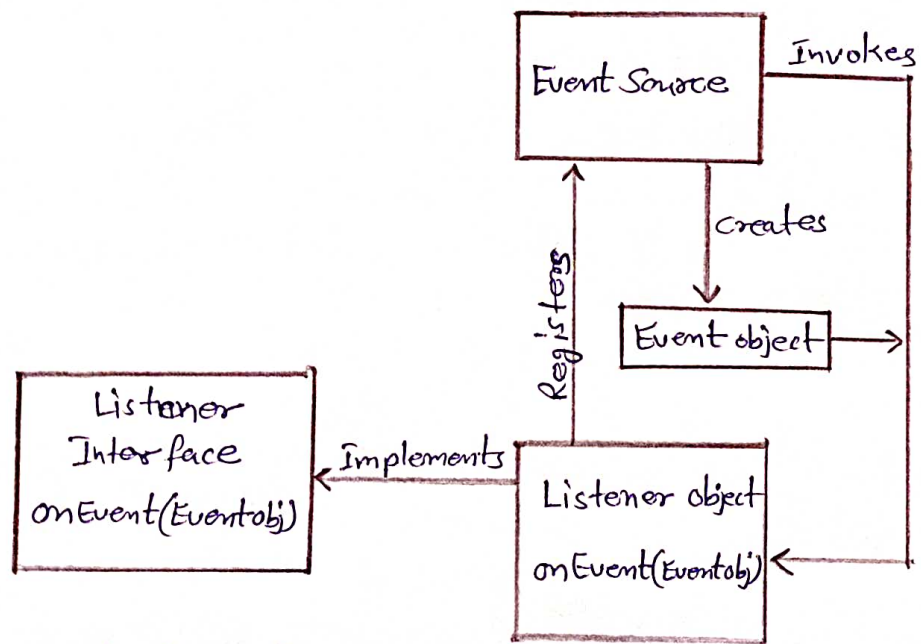 Invokes
Event Source
Creates
Registers
Event object
Listener
Interface
onEvent(Eventobj)
Implements
Listener object
onEvent(Eventobj)